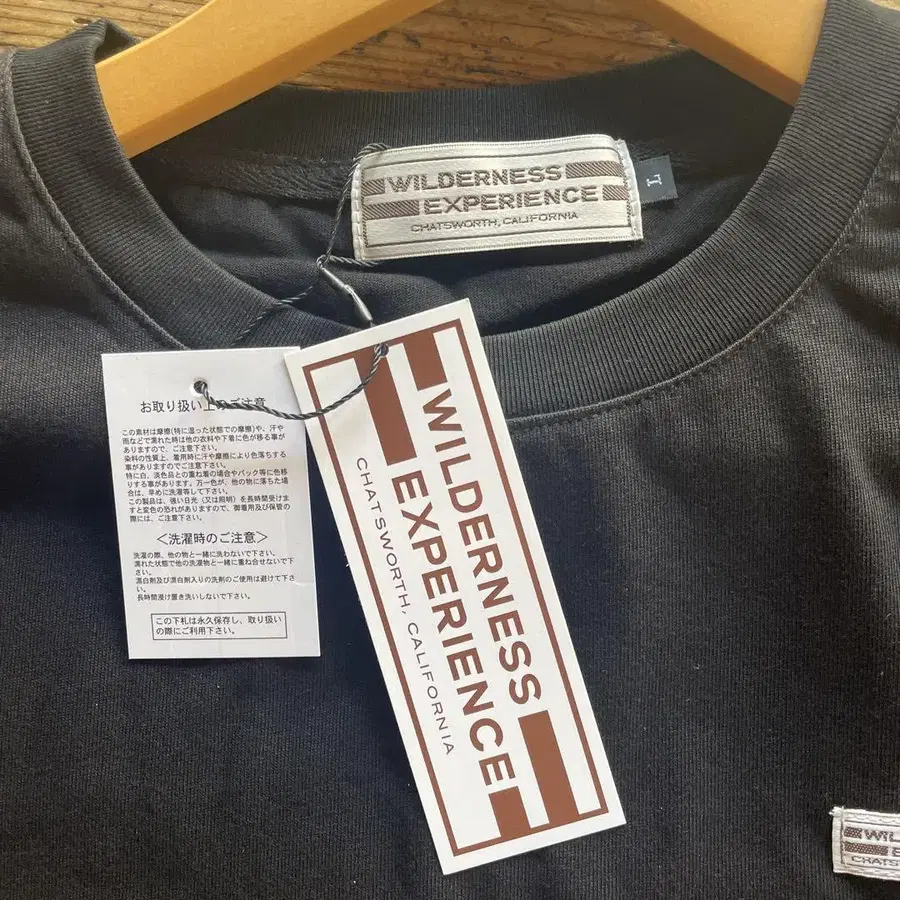 WILDERNESS
EXPERIENCE
CHATSWORTH, CALIFORNIA
L
お取り扱い上のご注意
この素材は摩擦(特に湿った状態での摩擦)や、汗や
雨などで濡れた時は他の衣料や下着に色が移る事が
ありますので、ご注意下さい。
染料の性質上、着用時に汗や摩擦により色落ちする
事がありますのでご注意下さい。
特に白、淡色品との重ね着の場合やバック等に色移
りする事があります。万一色が、他の物に落ちた場
合は、早めに洗濯等して下さい。
この製品は、強い日光（又は照明）を長時間受けま
すと変色の恐れがありますので、御着用及び保管の
際には、ご注意下さい。
＜洗濯時のご注意＞
洗濯の際、他の物と一緒に洗わないで下さい。
濡れた状態で他の洗濯物と一緒に重ね合せないで下
さい。
漂白剤及び漂白剤入りの洗剤のご使用は避けて下さ
い。
長時間浸け置き洗いしないで下さい。
この下札は永久保存し、取り扱い
の際にご利用下さい。
WILDERNESS
EXPERIENCE
CHATSWORTH, CALIFORNIA
WIL
E
CHATS